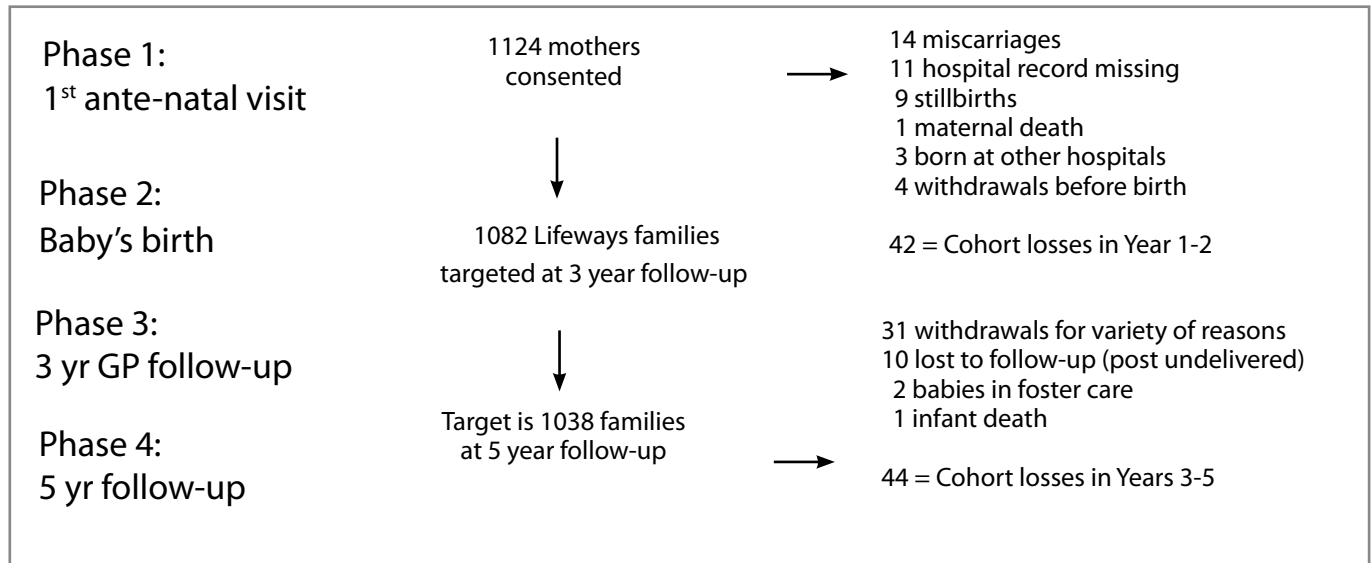 Phase 1:
1st ante-natal visit
1124 mothers
consented
14 miscarriages
11 hospital record missing
9 stillbirths
1 maternal death
3 born at other hospitals
4 withdrawals before birth
Phase 2:
Baby's birth
1082 Lifeways families
targeted at 3 year follow-up
42 = Cohort losses in Year 1-2
Phase 3:
3 yr GP follow-up
31 withdrawals for variety of reasons
10 lost to follow-up (post undelivered)
2 babies in foster care
1 infant death
Phase 4:
5 yr follow-up
Target is 1038 families
at 5 year follow-up
44 = Cohort losses in Years 3-5